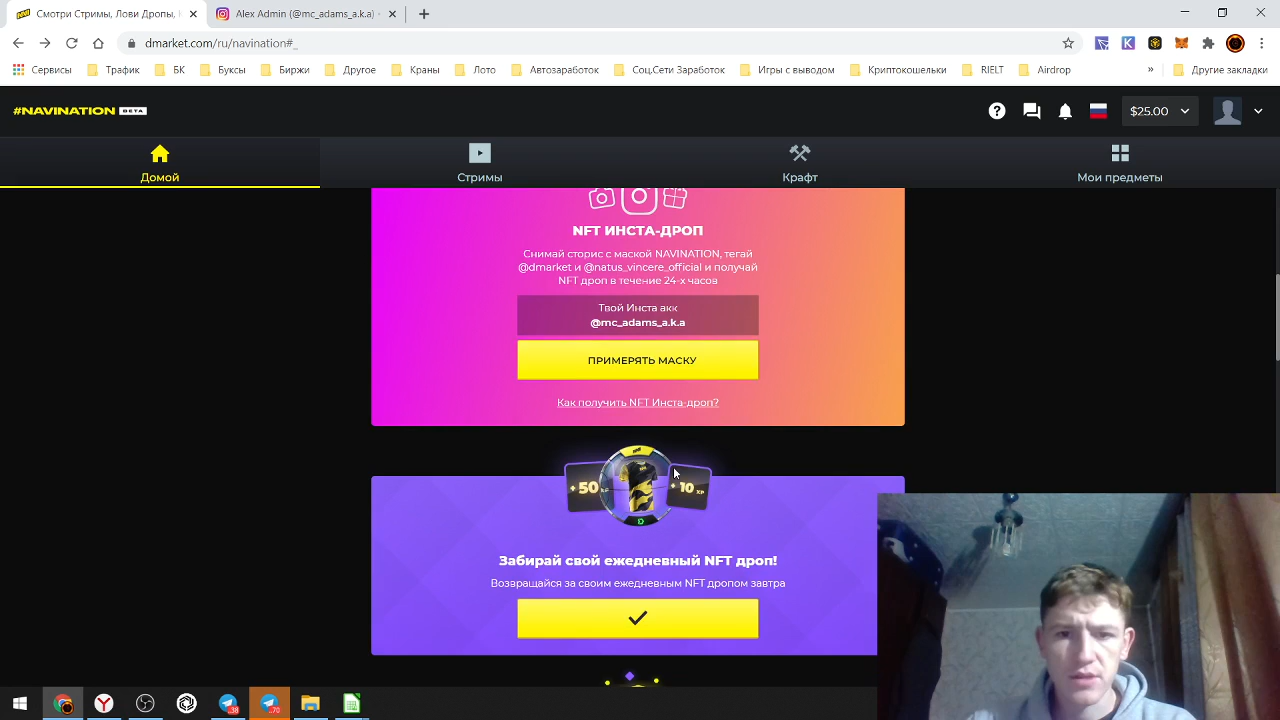 Смотри Стримы, Лови Дропы,
Alex Admin (@mc_adams_a.k.a) ·
dmarket.com/ru/navination#_
Сервисы
Трафик
БК
Буксы
Биржи
Другое
Краны
Лото
Автозаработок
Соц.Сети Заработок
Игры с выводом
Криптокошельки
RIELT
Airdrop
»
Другие закладки
#NAVINATION BETA
$25.00
Домой
Стримы
Крафт
Мои предметы
NFT ИНСТА-ДРОП
Снимай сторис с маской NAVINATION, тегай
@dmarket и @natus_vincere_official и получай
NFT дроп в течение 24-х часов
Твой Инста акк
@mc_adams_a.k.a
ПРИМЕРЯТЬ МАСКУ
Как получить NFT Инста-дроп?
+ 50 XP
+ 10 XP
Забирай свой ежедневный NFT дроп!
Возвращайся за своим ежедневным NFT дропом завтра
38
70